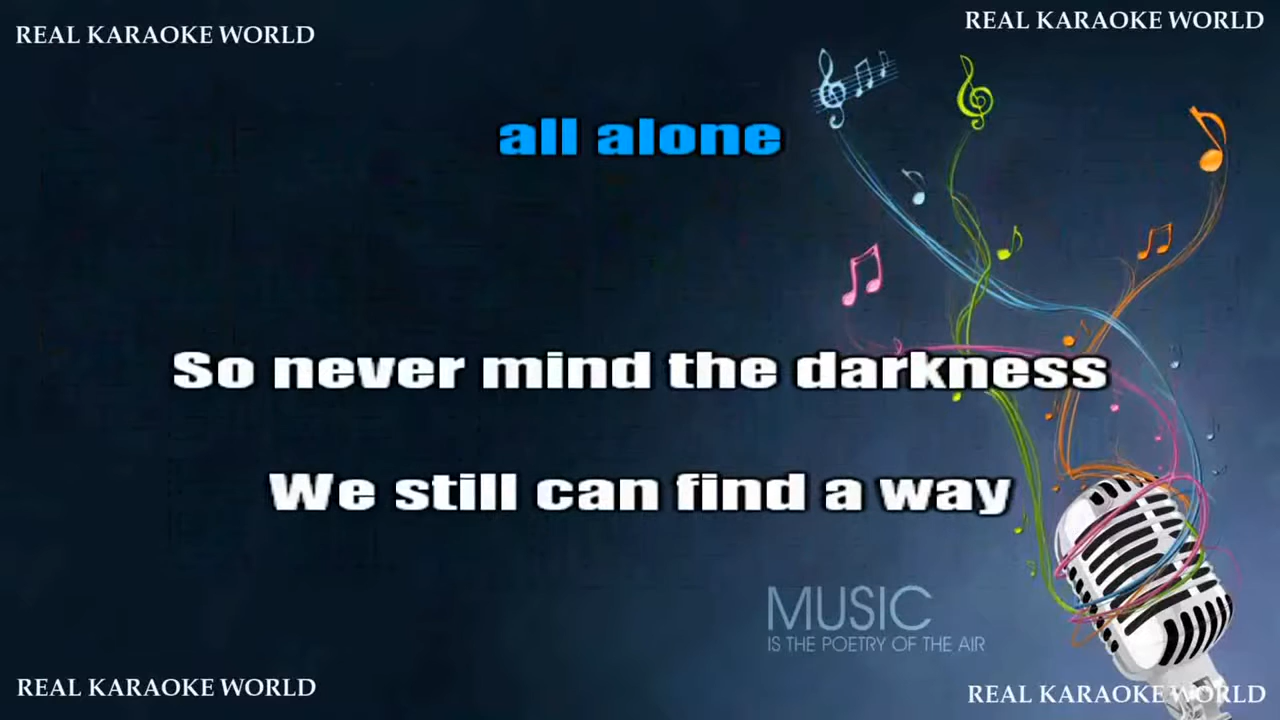 REAL KARAOKE WORLD
REAL KARAOKE WORLD
all alone
So never mind the darkness
We still can find a way
MUSIC
IS THE POETRY OF THE AIR
REAL KARAOKE WORLD
REAL KARAOKE WORLD